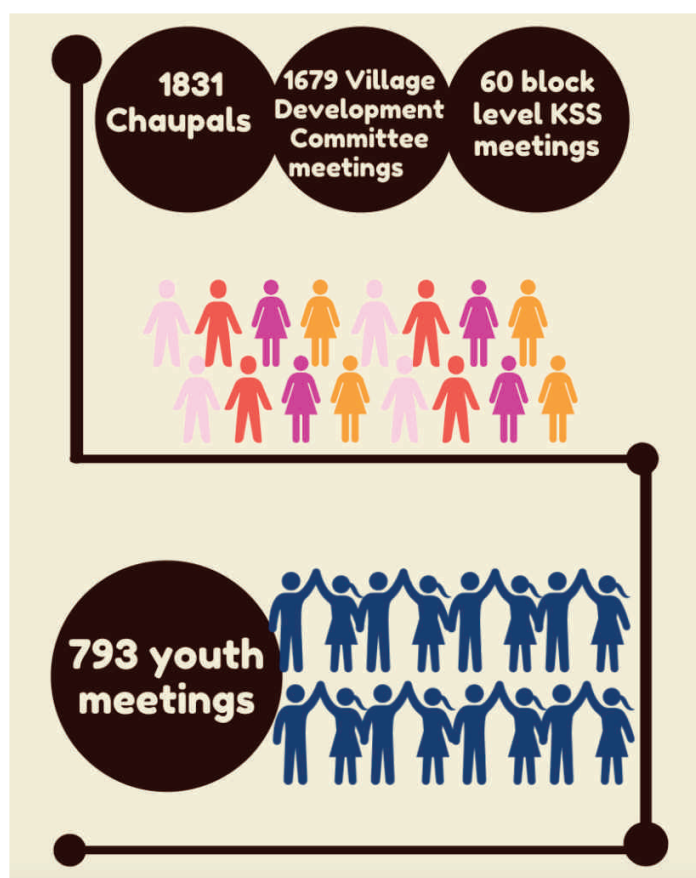 1831
Chaupals
1679 Village
Development
Committee
meetings
60 block
level KSS
meetings
793 youth
meetings